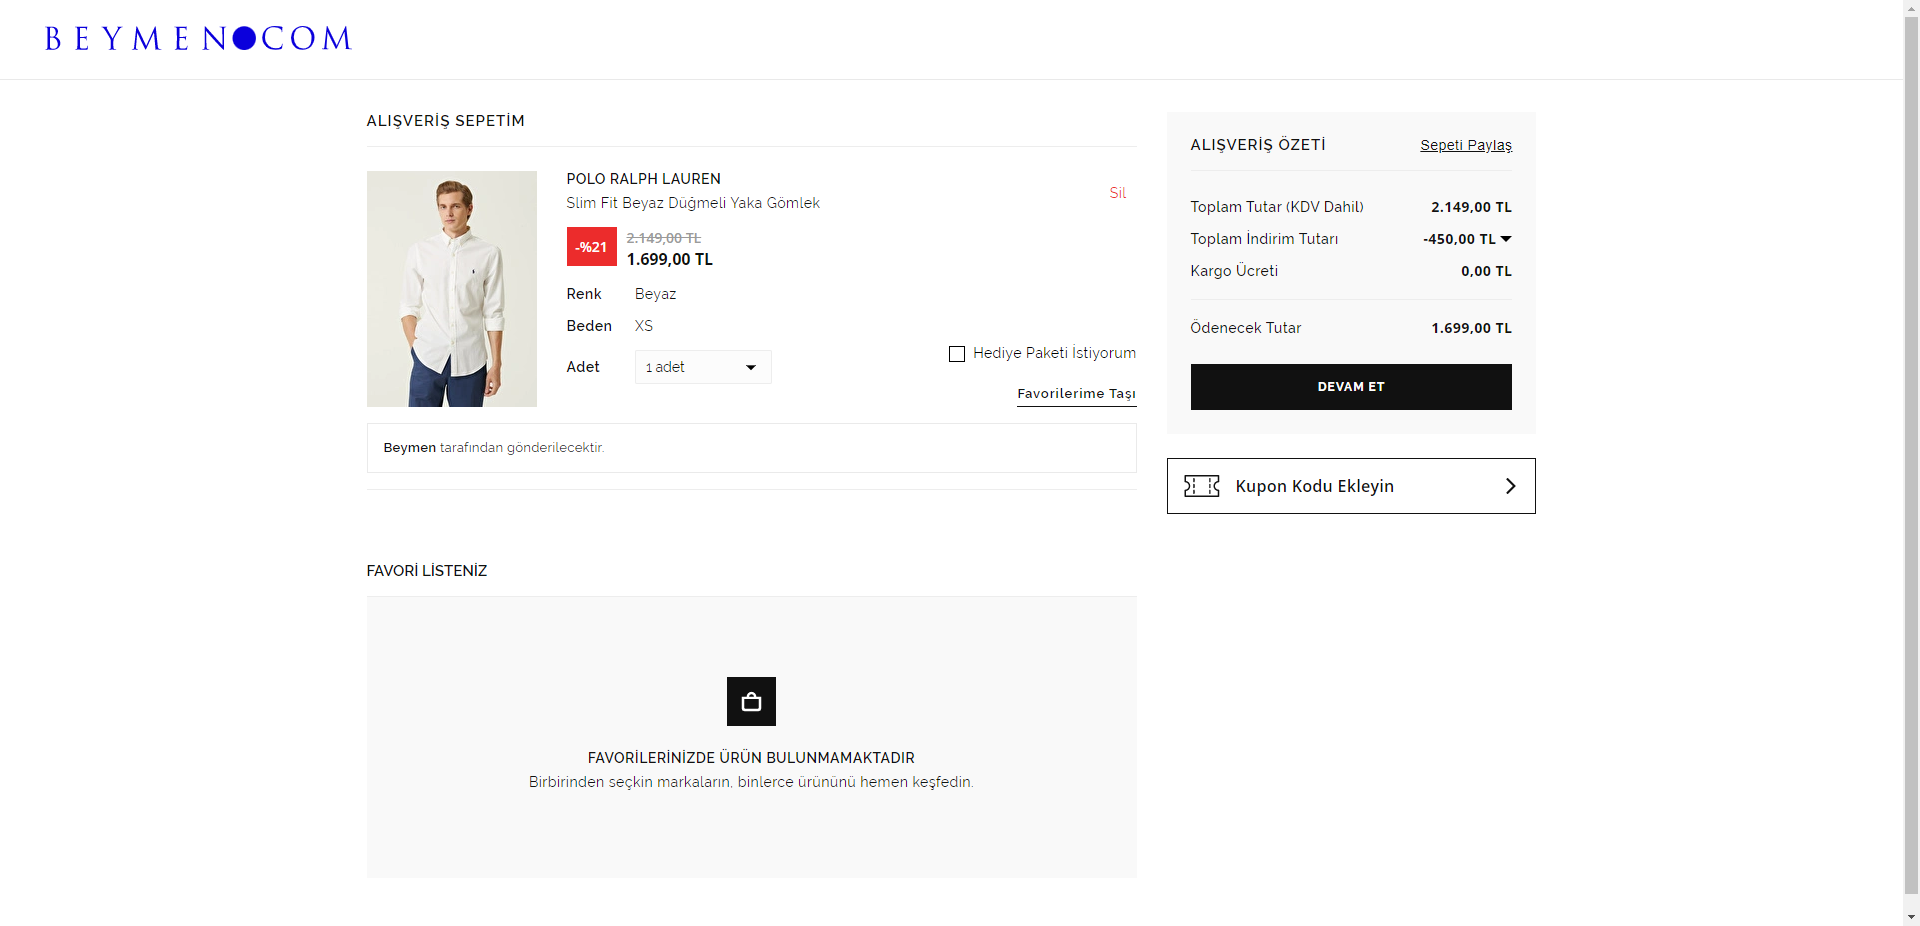 BEYMEN●COM
ALIŞVERİŞ SEPETİM
POLO RALPH LAUREN
Slim Fit Beyaz Düğmeli Yaka Gömlek
Sil
-%21
2.149,00 TL
1.699,00 TL
Renk Beyaz
Beden XS
Adet 1 adet
Hediye Paketi İstiyorum
Favorilerime Taşı
Beymen tarafından gönderilecektir.
ALIŞVERİŞ ÖZETİ
Sepeti Paylaş
Toplam Tutar (KDV Dahil) 2.149,00 TL
Toplam İndirim Tutarı -450,00 TL
Kargo Ücreti 0,00 TL
Ödenecek Tutar 1.699,00 TL
DEVAM ET
Kupon Kodu Ekleyin
FAVORİ LİSTENİZ
FAVORİLERİNİZDE ÜRÜN BULUNMAMAKTADIR
Birbirinden seçkin markaların, binlerce ürününü hemen keşfedin.